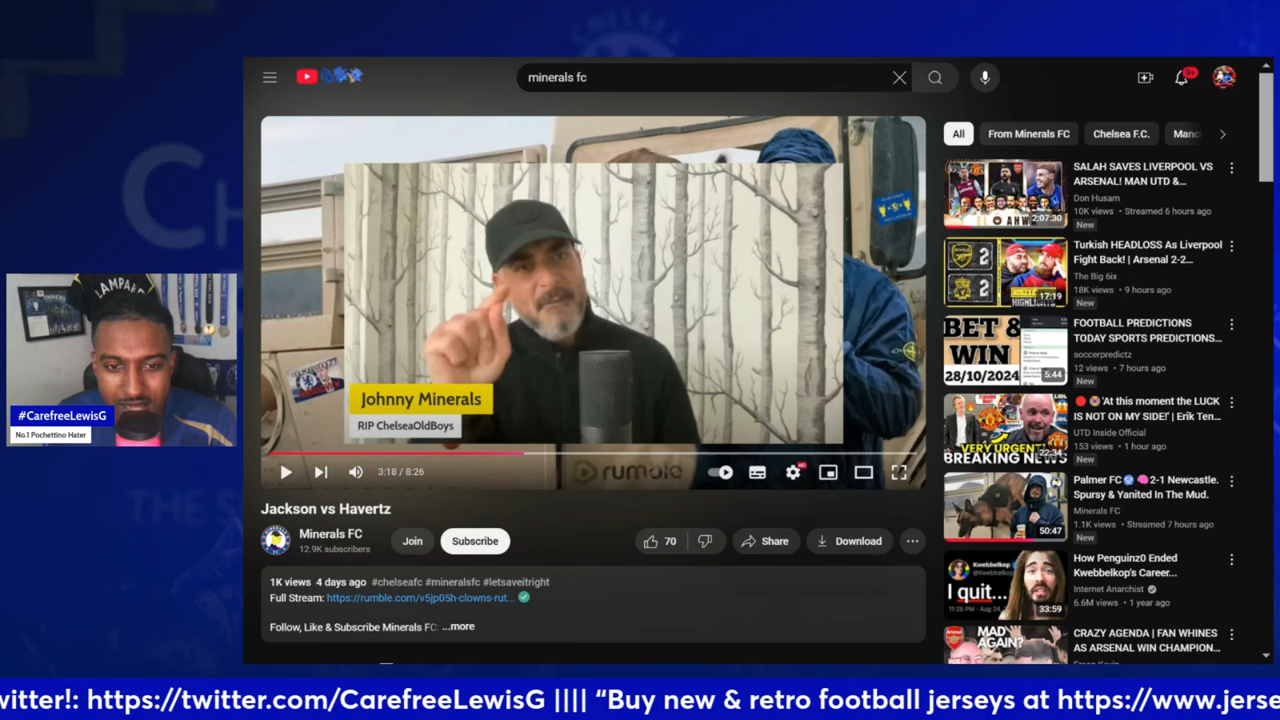 CHELSEA
minerals fc
9+
All
From Minerals FC
Chelsea F.C.
LAMPARD
#CarefreeLewisG
No.1 Pochettino Hater
Johnny Minerals
RIP ChelseaOldBoys
rumble
3:18 / 8:26
HD
Jackson vs Havertz
Minerals FC
12.9K subscribers
Join
Subscribe
70
Share
Download
1K views 4 days ago #chelseafc #mineralsfc #letsaveitright
Full Stream: https://rumble.com/v5jp05h-clowns-rut...
Follow, Like & Subscribe Minerals FC: ...more
SALAH SAVES LIVERPOOL VS
ARSENAL! MAN UTD &...
Don Husam
10K views • Streamed 6 hours ago
New
2:07:30
Turkish HEADLOSS As Liverpool
Fight Back! | Arsenal 2-2...
The Big 6ix
18K views • 9 hours ago
New
2
2
17:19
HIGHLIGHTS
BET &
WIN
28/10/2024
5:44
FOOTBALL PREDICTIONS
TODAY SPORTS PREDICTIONS...
soccerpredictz
12 views • 7 hours ago
New
VERY URGENT!
BREAKING NEWS
22:34
'At this moment the LUCK
IS NOT ON MY SIDE!' | Erik Ten...
UTD Inside Official
153 views • 1 hour ago
New
50:47
Palmer FC 2-1 Newcastle.
Spursy & Yanited In The Mud.
Minerals FC
1.1K views • Streamed 7 hours ago
New
Kwebbelkop
I quit...
33:59
How Penguinz0 Ended
Kwebbelkop's Career...
Internet Anarchist
6.6M views • 1 year ago
MAD
AGAIN?
CRAZY AGENDA | FAN WHINES
AS ARSENAL WIN CHAMPION...
witter!: https://twitter.com/CarefreeLewisG |||| “Buy new & retro football jerseys at https://www.jerse